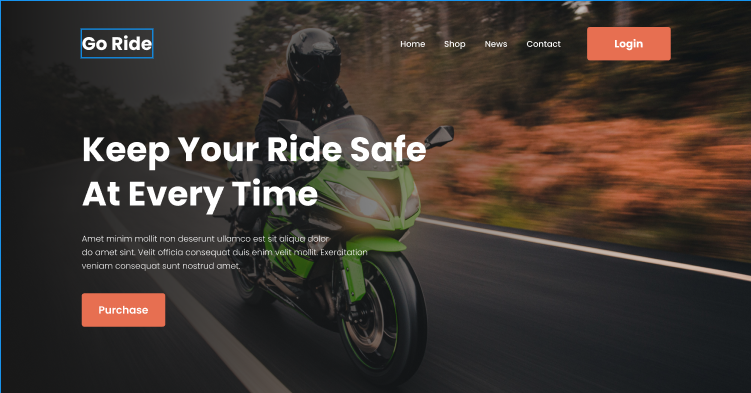 Go Ride
Home Shop News Contact Login
Keep Your Ride Safe
At Every Time
Amet minim mollit non deserunt ullamco est sit aliqua dolor
do amet sint. Velit officia consequat duis enim velit mollit. Exercitation
veniam consequat sunt nostrud amet.
Purchase